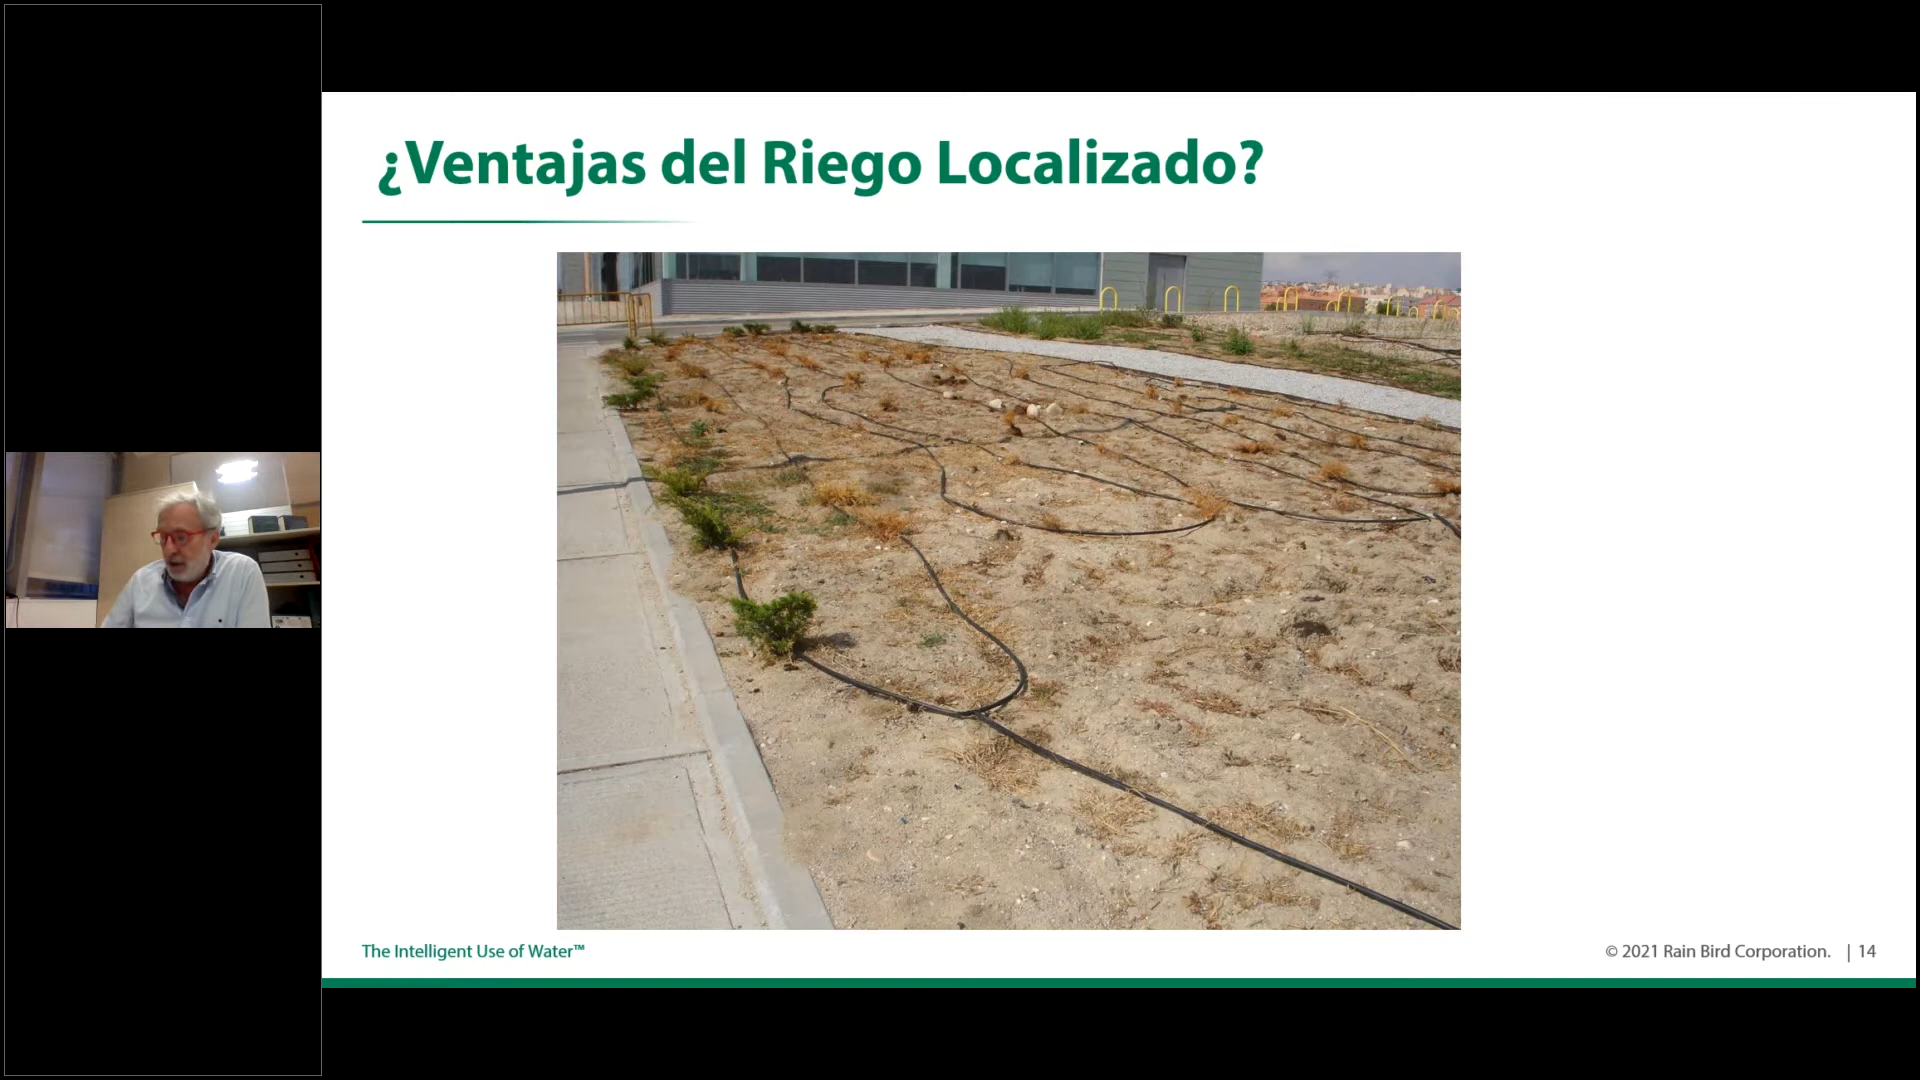 ¿Ventajas del Riego Localizado?
The Intelligent Use of Water™
© 2021 Rain Bird Corporation. | 14